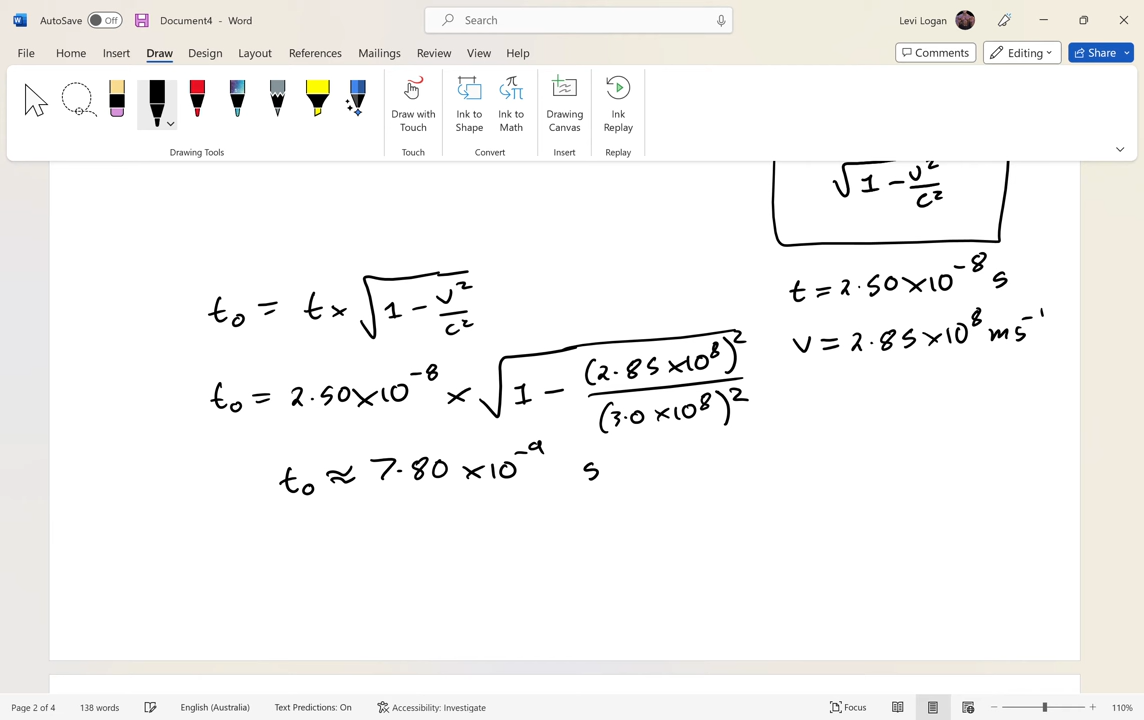 AutoSave Off Document4 - Word Search Levi Logan
File Home Insert Draw Design Layout References Mailings Review View Help Comments Editing Share
Draw with Touch Ink to Shape Ink to Math Drawing Canvas Ink Replay
Drawing Tools Touch Convert Insert Replay
√(1 - v²/c²)
t = 2.50×10⁻⁸ s
v = 2.85×10⁸ ms⁻¹
t₀ = t × √(1 - v²/c²)
t₀ = 2.50×10⁻⁸ × √(1 - (2.85×10⁸)²/(3.0×10⁸)²)
t₀ ≈ 7.80×10⁻⁹ s
Page 2 of 4 138 words English (Australia) Text Predictions: On Accessibility: Investigate Focus 110%